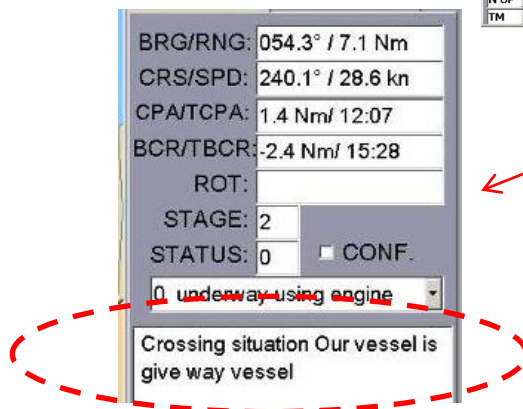 TM
BRG/RNG: 054.3° / 7.1 Nm
CRS/SPD: 240.1° / 28.6 kn
CPA/TCPA: 1.4 Nm/ 12:07
BCR/TBCR: -2.4 Nm/ 15:28
ROT:
STAGE: 2
STATUS: 0 CONF.
0 underway using engine
Crossing situation Our vessel is
give way vessel